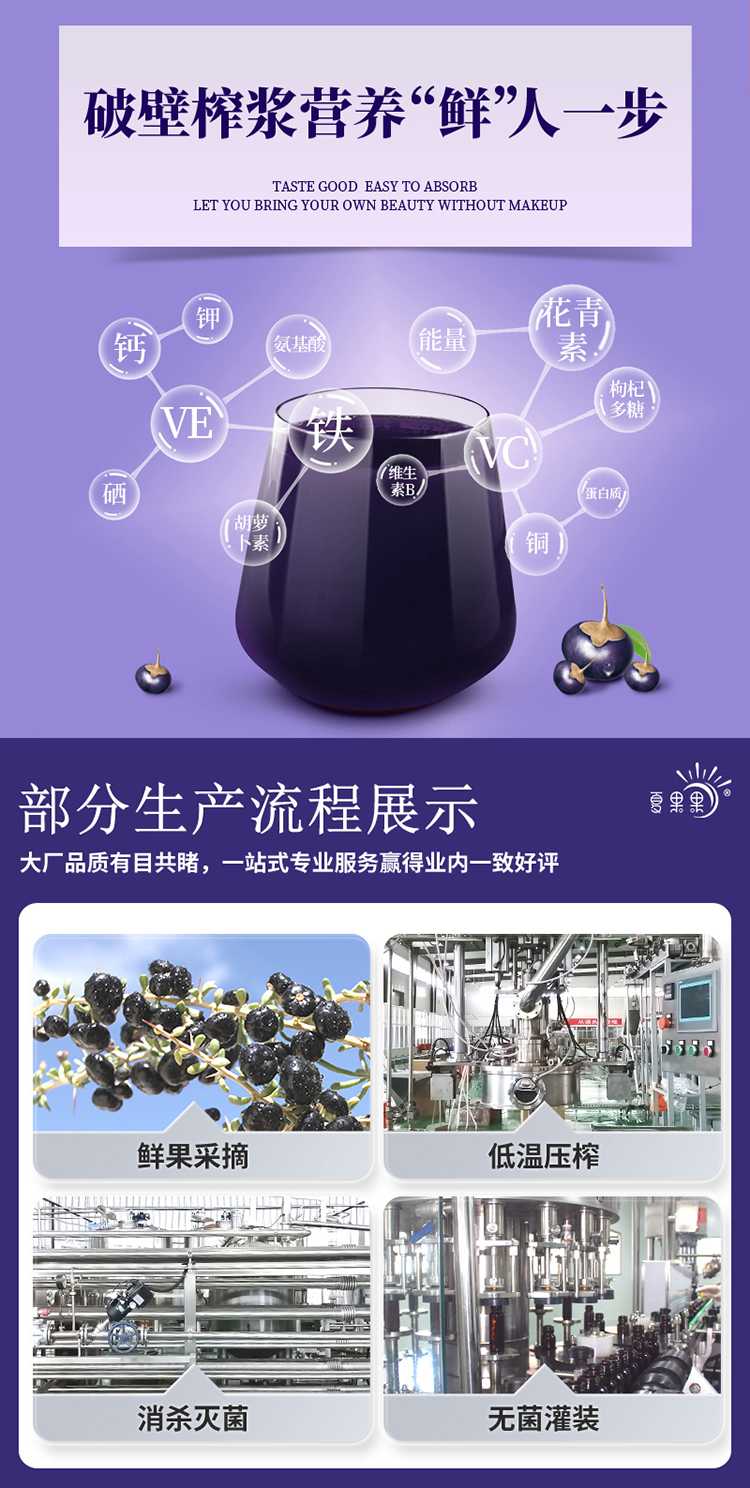 破壁榨浆营养“鲜”人一步
TASTE GOOD EASY TO ABSORB
LET YOU BRING YOUR OWN BEAUTY WITHOUT MAKEUP
钾
钙
氨基酸
VE
铁
硒
胡萝
卜素
能量
花青
素
枸杞
多糖
VC
维生
素B
蛋白质
铜
部分生产流程展示
夏果果®
大厂品质有目共睹，一站式专业服务赢得业内一致好评
鲜果采摘
低温压榨
消杀灭菌
无菌灌装